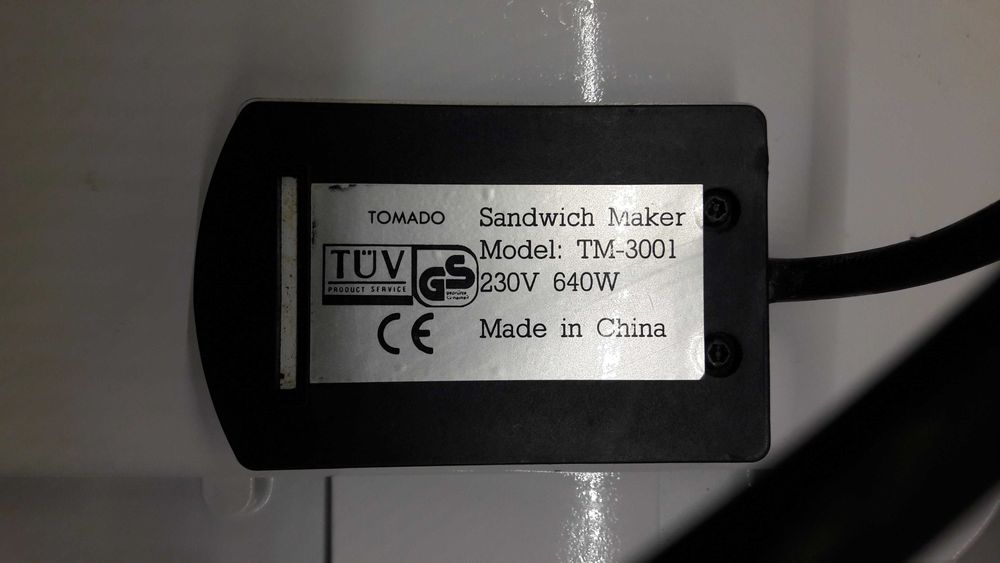 TOMADO
Sandwich Maker
Model: TM-3001
230V 640W
Made in China
TÜV
PRODUCT SERVICE
GS
CE